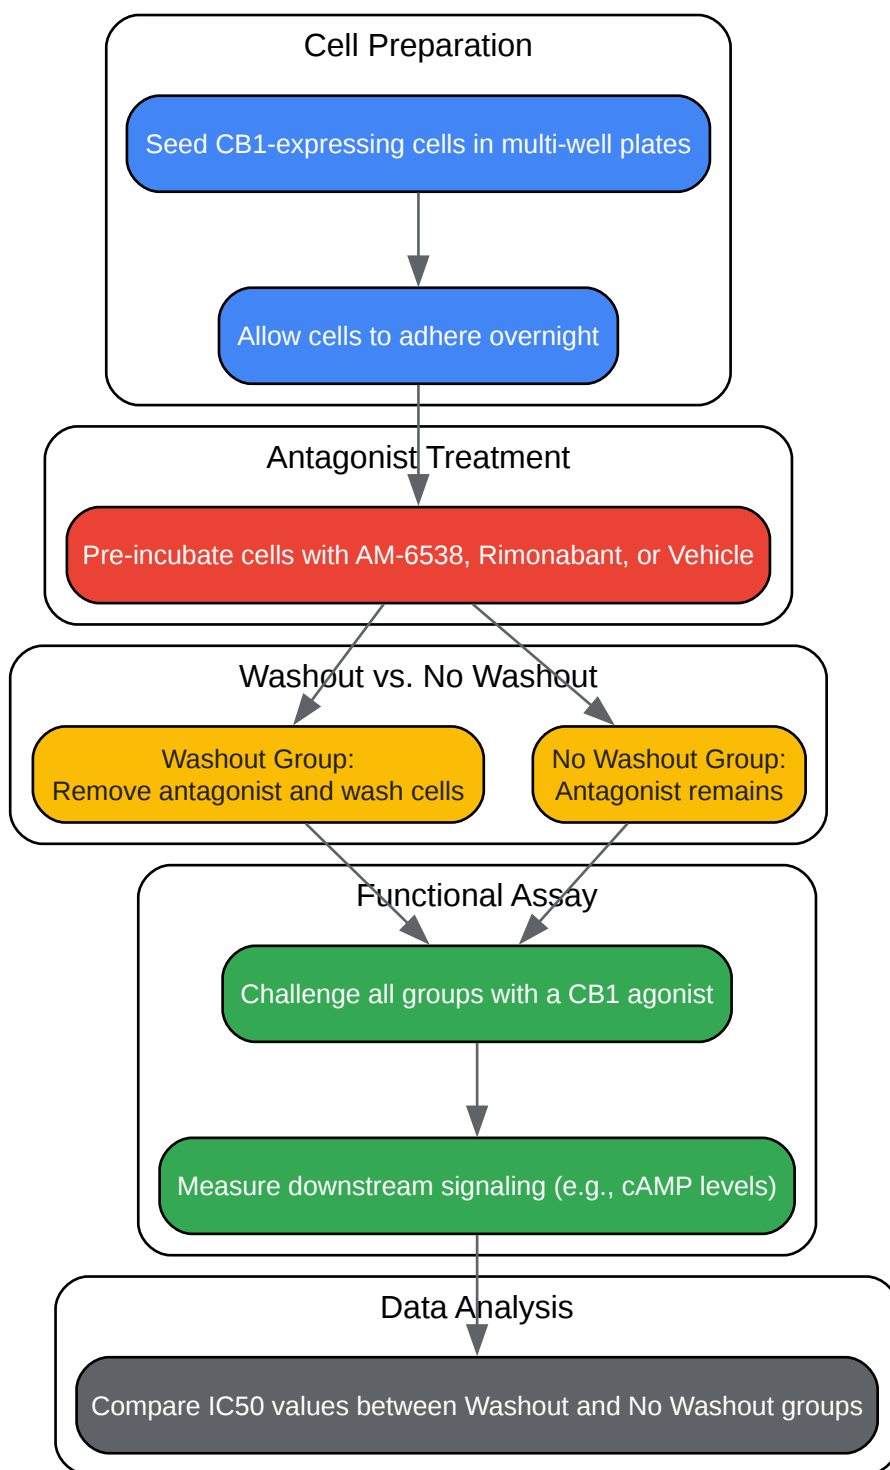 Cell Preparation
Seed CB1-expressing cells in multi-well plates
Allow cells to adhere overnight
Antagonist Treatment
Pre-incubate cells with AM-6538, Rimonabant, or Vehicle
Washout vs. No Washout
Washout Group:
Remove antagonist and wash cells
No Washout Group:
Antagonist remains
Functional Assay
Challenge all groups with a CB1 agonist
Measure downstream signaling (e.g., cAMP levels)
Data Analysis
Compare IC50 values between Washout and No Washout groups